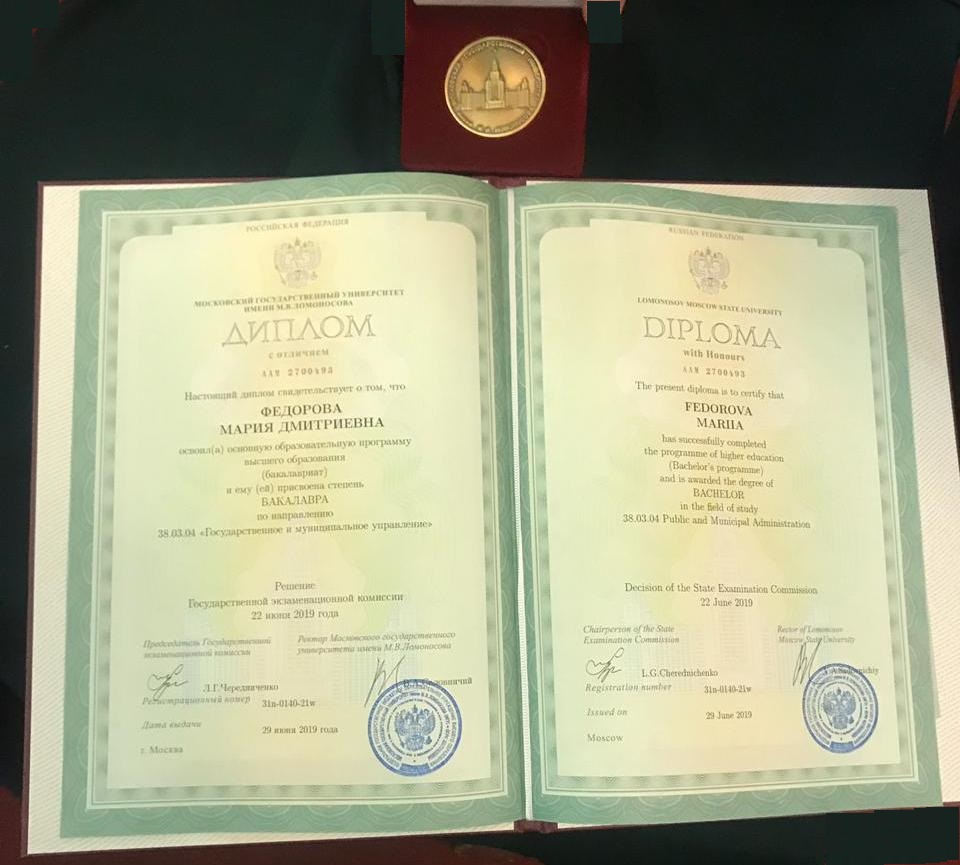 РОССИЙСКАЯ ФЕДЕРАЦИЯ
МОСКОВСКИЙ ГОСУДАРСТВЕННЫЙ УНИВЕРСИТЕТ
ИМЕНИ М.В.ЛОМОНОСОВА
ДИПЛОМ
с отличием
ААМ 2700493
Настоящий диплом свидетельствует о том, что
ФЕДОРОВА
МАРИЯ ДМИТРИЕВНА
освоил(а) основную образовательную программу
высшего образования
(бакалавриат)
и ему (ей) присвоена степень
БАКАЛАВРА
по направлению
38.03.04 «Государственное и муниципальное управление»
Решение
Государственной экзаменационной комиссии
22 июня 2019 года
Председатель Государственной
экзаменационной комиссии
Ректор Московского государственного
университета имени М.В.Ломоносова
Л.Г.Чередниченко
В.А.Садовничий
Регистрационный номер
31п-0140-21w
Дата выдачи
29 июня 2019 года
г. Москва
RUSSIAN FEDERATION
LOMONOSOV MOSCOW STATE UNIVERSITY
DIPLOMA
with Honours
ААМ 2700493
The present diploma is to certify that
FEDOROVA
MARIIA
has successfully completed
the programme of higher education
(Bachelor's programme)
and is awarded the degree of
BACHELOR
in the field of study
38.03.04 Public and Municipal Administration
Decision of the State Examination Commission
22 June 2019
Chairperson of the State
Examination Commission
Rector of Lomonosov
Moscow State University
L.G.Cherednichenko
Registration number
31п-0140-21w
Issued on
29 June 2019
Moscow